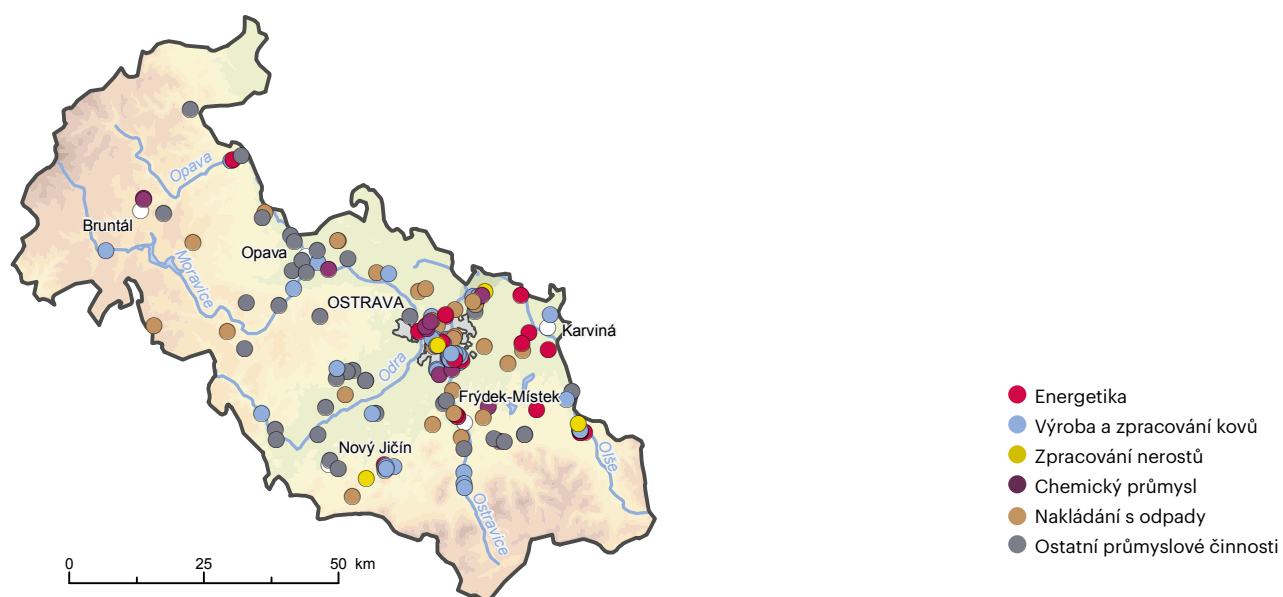 Opava
Bruntál
Opava
Moravice
OSTRAVA
Karviná
Odra
Frýdek-Místek
Nový Jičín
Olše
Ostravice
0 25 50 km
Energetika
Výroba a zpracování kovů
Zpracování nerostů
Chemický průmysl
Nakládání s odpady
Ostatní průmyslové činnosti